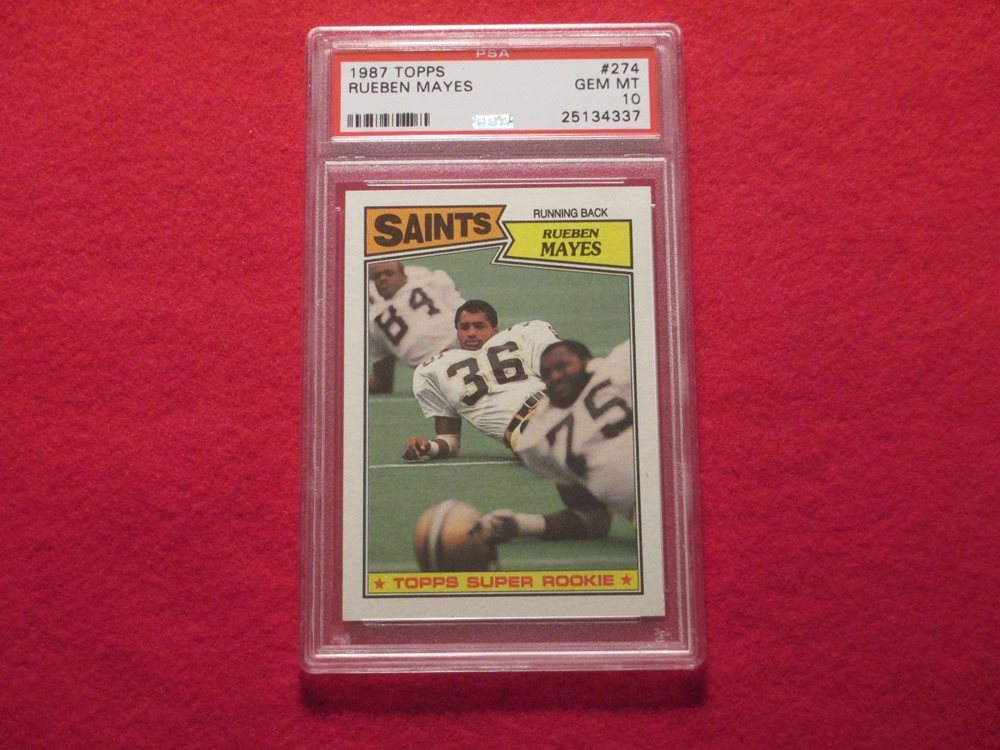 PSA
1987 TOPPS #274
RUEBEN MAYES GEM MT
10
25134337
SAINTS
RUNNING BACK
RUEBEN
MAYES
84
36
75
★ TOPPS SUPER ROOKIE ★